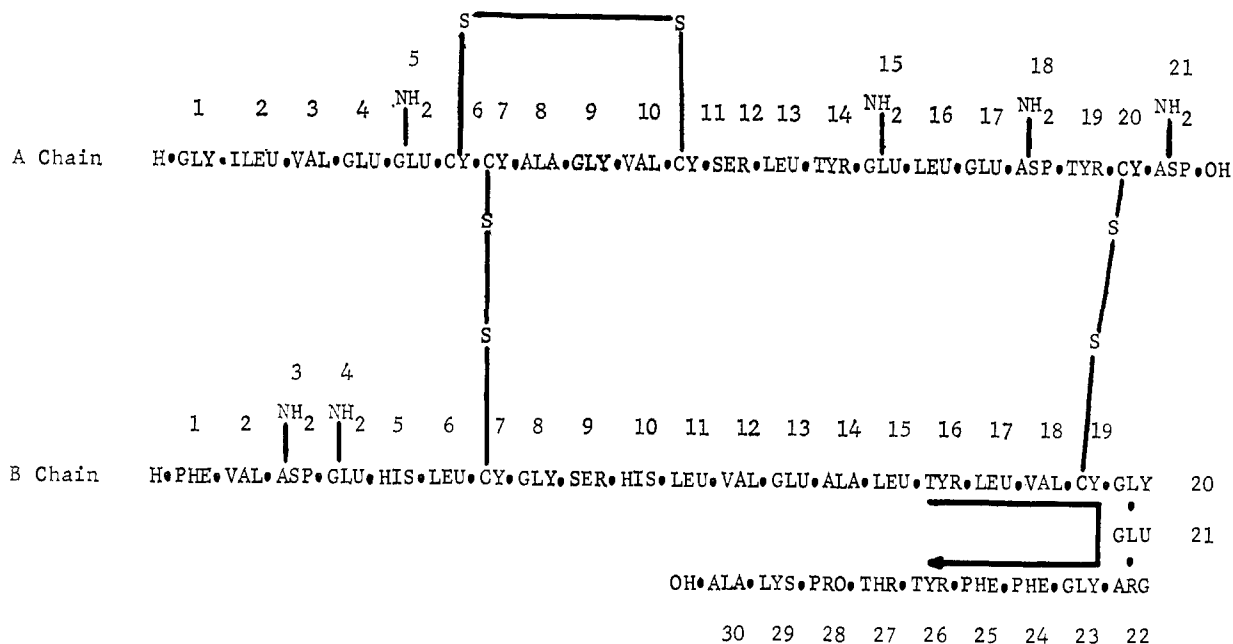 S S
5 15 18 21
NH2 NH2 NH2 NH2
1 2 3 4 6 7 8 9 10 11 12 13 14 16 17 19 20
A Chain H•GLY•ILEU•VAL•GLU•GLU•CY•CY•ALA•GLY•VAL•CY•SER•LEU•TYR•GLU•LEU•GLU•ASP•TYR•CY•ASP•OH
S S
S S
3 4
NH2 NH2
1 2 5 6 7 8 9 10 11 12 13 14 15 16 17 18 19
B Chain H•PHE•VAL•ASP•GLU•HIS•LEU•CY•GLY•SER•HIS•LEU•VAL•GLU•ALA•LEU•TYR•LEU•VAL•CY•GLY 20
GLU 21
OH•ALA•LYS•PRO•THR•TYR•PHE•PHE•GLY•ARG
30 29 28 27 26 25 24 23 22